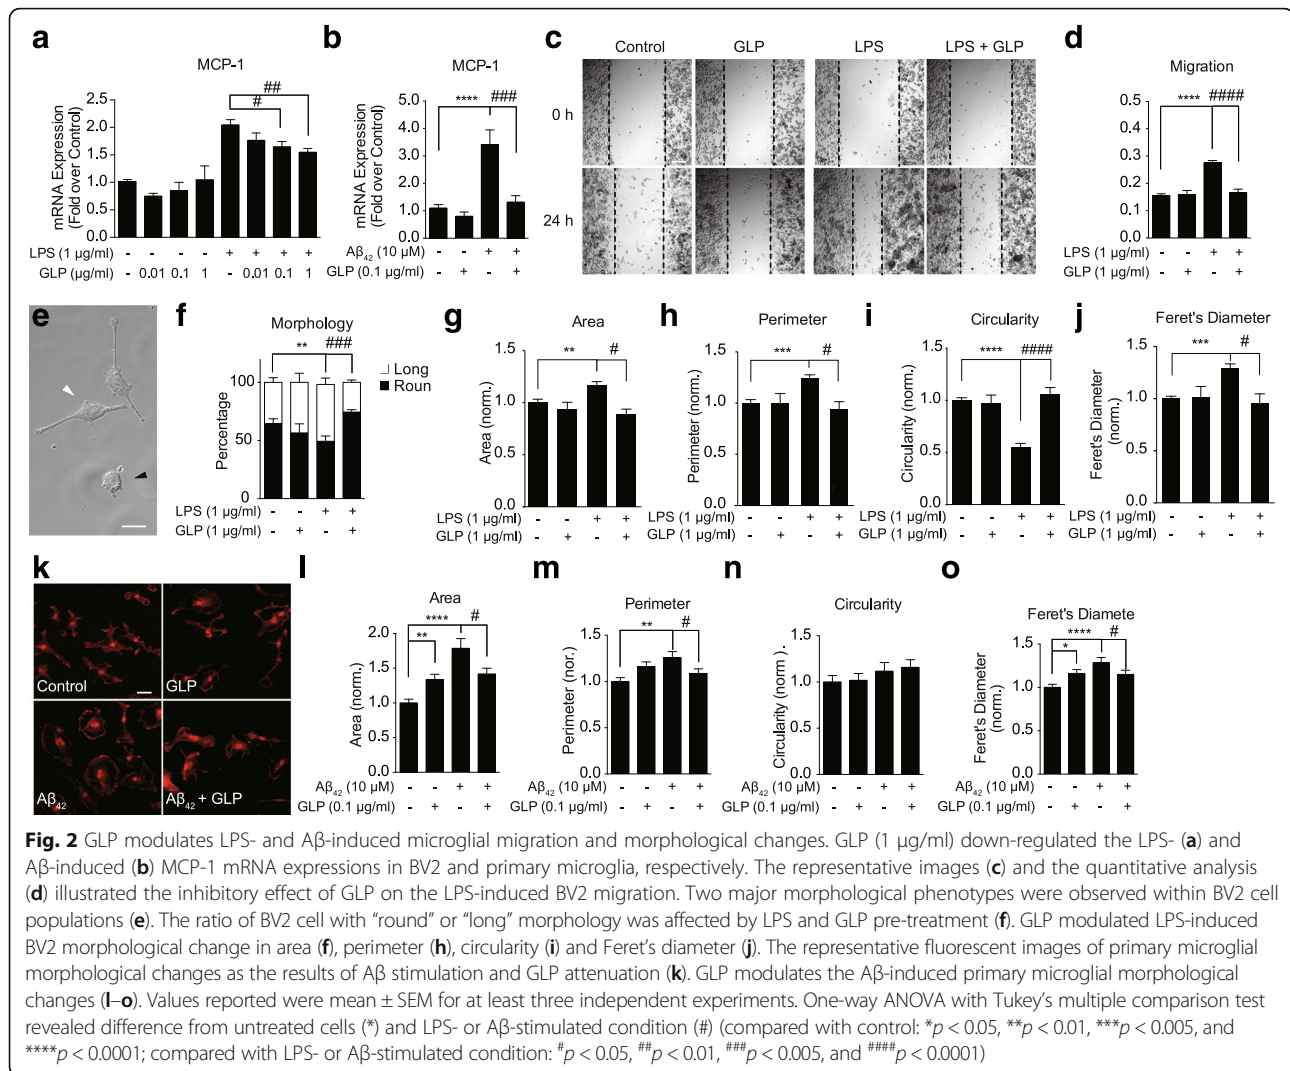 a
MCP-1
mRNA Expression
(Fold over Control)
2.5
2.0
1.5
1.0
0.5
0.0
##
#
LPS (1 µg/ml) - - - - + + + +
GLP (µg/ml) - 0.01 0.1 1 - 0.01 0.1 1
b
MCP-1
mRNA Expression
(Fold over Control)
5.0
4.0
3.0
2.0
1.0
0.0
**** ###
Aβ42 (10 µM) - - + +
GLP (0.1 µg/ml) - + - +
c
Control GLP LPS LPS + GLP
0 h
24 h
d
Migration
0.5
0.4
0.3
0.2
0.1
0.0
**** ####
LPS (1 µg/ml) - - + +
GLP (1 µg/ml) - + - +
e
f
Morphology
Percentage
100
50
0
** ###
Long
Roun
LPS (1 µg/ml) - - + +
GLP (1 µg/ml) - + - +
g
Area
Area (norm.)
1.5
1.0
0.5
0.0
** #
LPS (1 µg/ml) - - + +
GLP (1 µg/ml) - + - +
h
Perimeter
Perimeter (norm.)
1.5
1.0
0.5
0.0
*** #
LPS (1 µg/ml) - - + +
GLP (1 µg/ml) - + - +
i
Circularity
Circularity (norm.)
1.5
1.0
0.5
0.0
**** ####
LPS (1 µg/ml) - - + +
GLP (1 µg/ml) - + - +
j
Feret's Diameter
Feret's Diameter
(norm.)
1.5
1.0
0.5
0.0
*** #
LPS (1 µg/ml) - - + +
GLP (1 µg/ml) - + - +
k
Control GLP
Aβ42 Aβ42 + GLP
l
Area
Area (norm.)
2.0
1.5
1.0
0.5
0.0
**** #
**
Aβ42 (10 µM) - - + +
GLP (0.1 µg/ml) - + - +
m
Perimeter
Perimeter (nor.)
1.5
1.0
0.5
0.0
** #
Aβ42 (10 µM) - - + +
GLP (0.1 µg/ml) - + - +
n
Circularity
Circularity (norm ).
1.5
1.0
0.5
0.0
Aβ42 (10 µM) - - + +
GLP (0.1 µg/ml) - + - +
o
Feret's Diamete
Feret's Diameter
(norm.)
1.5
1.0
0.5
0.0
**** #
*
Aβ42 (10 µM) - - + +
GLP (0.1 µg/ml) - + - +
Fig. 2 GLP modulates LPS- and Aβ-induced microglial migration and morphological changes. GLP (1 µg/ml) down-regulated the LPS- (a) and
Aβ-induced (b) MCP-1 mRNA expressions in BV2 and primary microglia, respectively. The representative images (c) and the quantitative analysis
(d) illustrated the inhibitory effect of GLP on the LPS-induced BV2 migration. Two major morphological phenotypes were observed within BV2 cell
populations (e). The ratio of BV2 cell with “round” or “long” morphology was affected by LPS and GLP pre-treatment (f). GLP modulated LPS-induced
BV2 morphological change in area (f), perimeter (h), circularity (i) and Feret’s diameter (j). The representative fluorescent images of primary microglial
morphological changes as the results of Aβ stimulation and GLP attenuation (k). GLP modulates the Aβ-induced primary microglial morphological
changes (l–o). Values reported were mean ± SEM for at least three independent experiments. One-way ANOVA with Tukey’s multiple comparison test
revealed difference from untreated cells (*) and LPS- or Aβ-stimulated condition (#) (compared with control: *p < 0.05, **p < 0.01, ***p < 0.005, and
****p < 0.0001; compared with LPS- or Aβ-stimulated condition: #p < 0.05, ##p < 0.01, ###p < 0.005, and ####p < 0.0001)